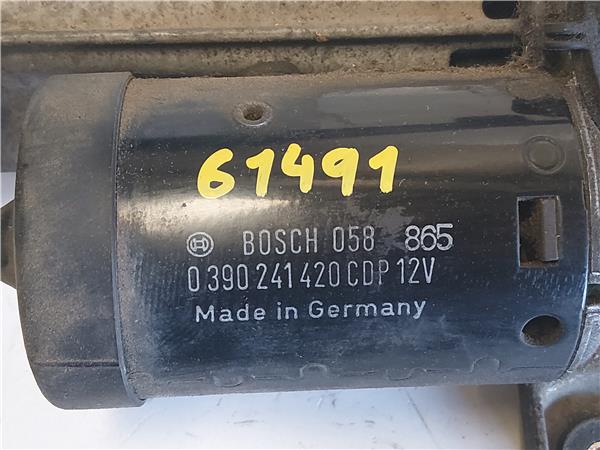 61491
BOSCH 058 865
0 390 241 420 CDP 12V
Made in Germany